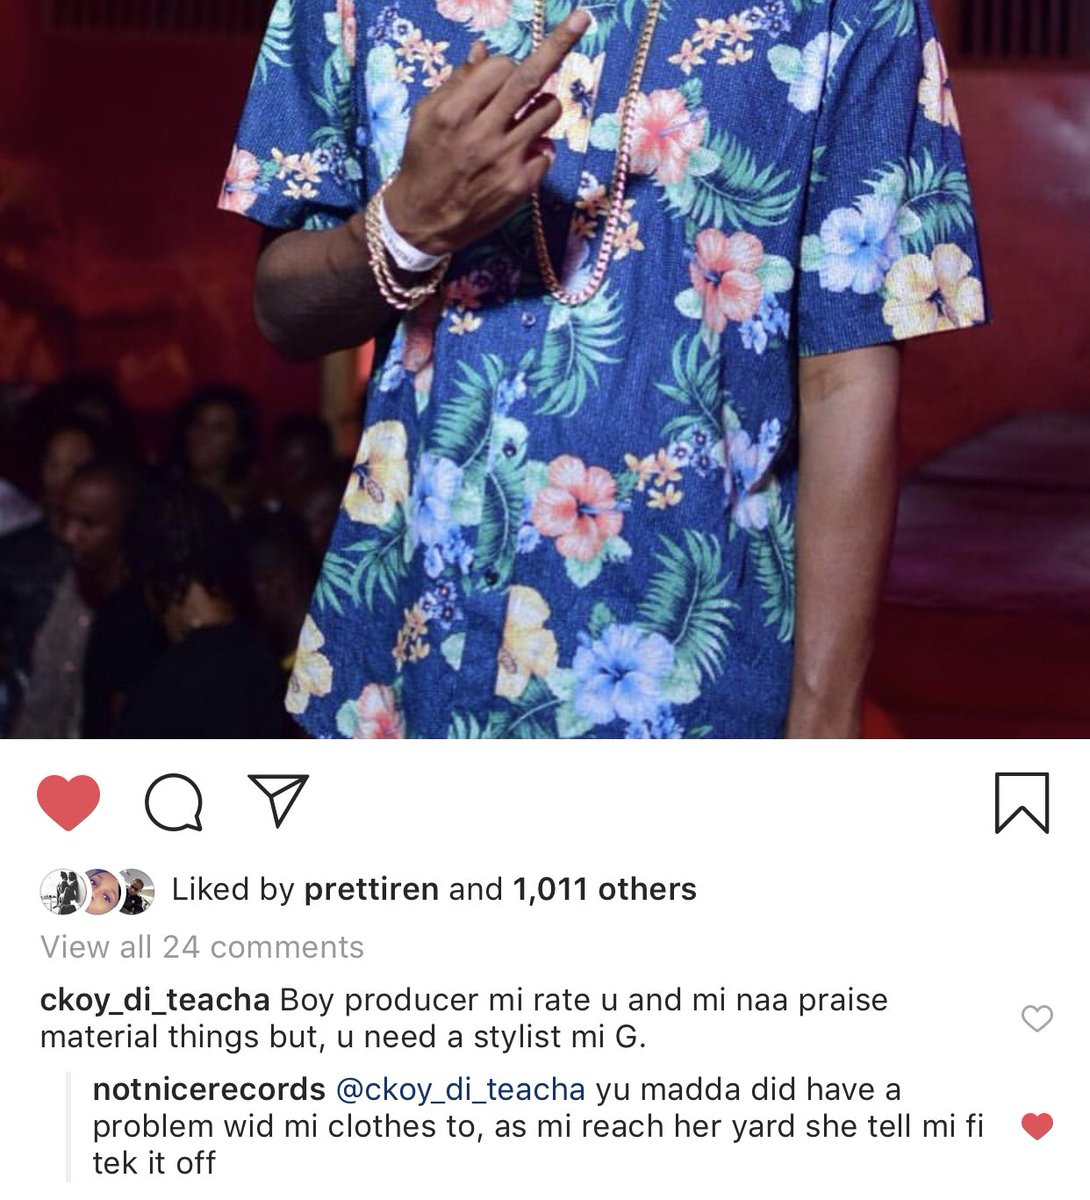 Liked by prettiren and 1,011 others
View all 24 comments
ckoy_di_teacha Boy producer mi rate u and mi naa praise
material things but, u need a stylist mi G.
notnicerecords @ckoy_di_teacha yu madda did have a
problem wid mi clothes to, as mi reach her yard she tell mi fi
tek it off